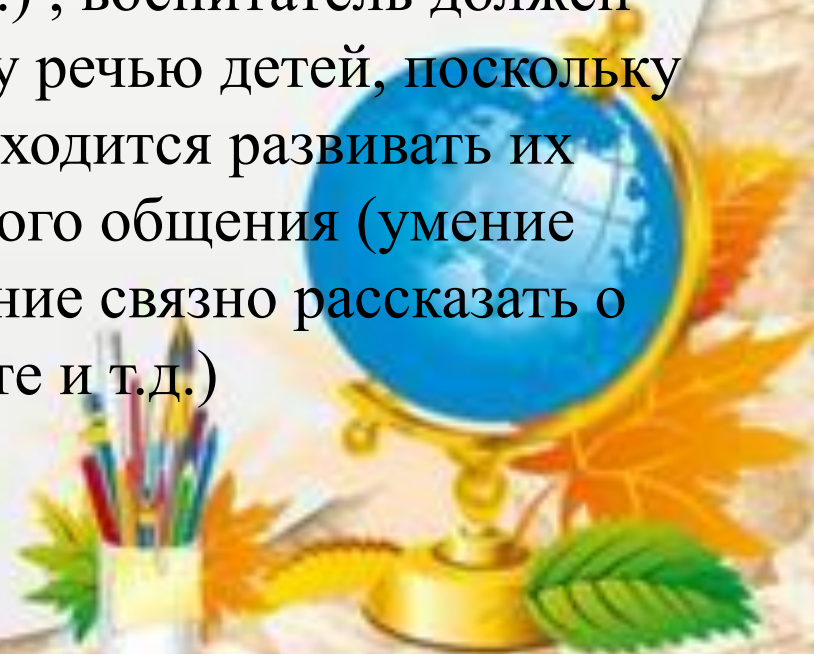 .) , воспитатель должен
у речью детей, поскольку
ходится развивать их
ого общения (умение
ние связно рассказать о
те и т.д.)